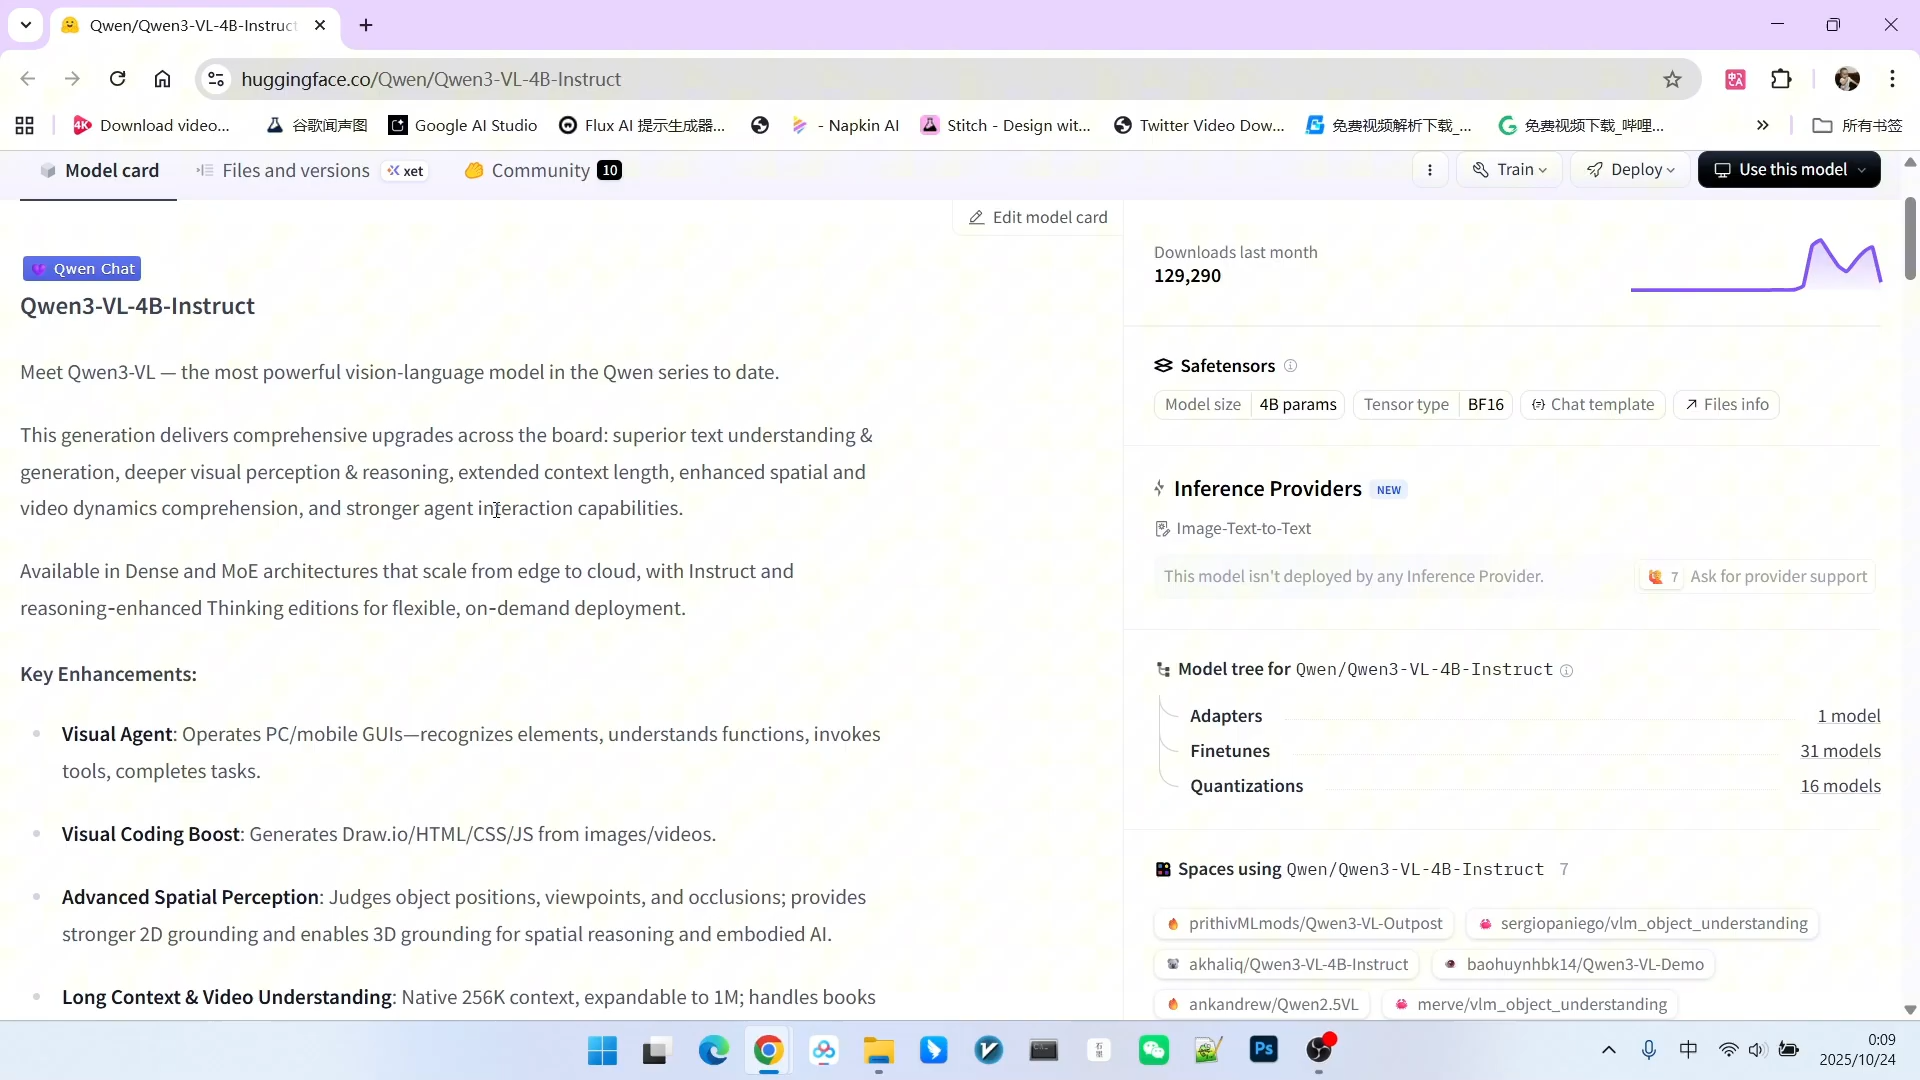 Qwen/Qwen3-VL-4B-Instruct
huggingface.co/Qwen/Qwen3-VL-4B-Instruct
Download video...
谷歌闻声图
Google AI Studio
Flux AI 提示生成器...
- Napkin AI
Stitch - Design wit...
Twitter Video Dow...
免费视频解析下载_...
免费视频下载_哔哩...
所有书签
Model card
Files and versions
xet
Community 10
Train
Deploy
Use this model
Edit model card
Qwen Chat
Qwen3-VL-4B-Instruct
Meet Qwen3-VL — the most powerful vision-language model in the Qwen series to date.
This generation delivers comprehensive upgrades across the board: superior text understanding &
generation, deeper visual perception & reasoning, extended context length, enhanced spatial and
video dynamics comprehension, and stronger agent interaction capabilities.
Available in Dense and MoE architectures that scale from edge to cloud, with Instruct and
reasoning-enhanced Thinking editions for flexible, on-demand deployment.
Key Enhancements:
Visual Agent: Operates PC/mobile GUIs—recognizes elements, understands functions, invokes
tools, completes tasks.
Visual Coding Boost: Generates Draw.io/HTML/CSS/JS from images/videos.
Advanced Spatial Perception: Judges object positions, viewpoints, and occlusions; provides
stronger 2D grounding and enables 3D grounding for spatial reasoning and embodied AI.
Long Context & Video Understanding: Native 256K context, expandable to 1M; handles books
Downloads last month
129,290
Safetensors
Model size 4B params
Tensor type BF16
Chat template
Files info
Inference Providers NEW
Image-Text-to-Text
This model isn't deployed by any Inference Provider.
7 Ask for provider support
Model tree for Qwen/Qwen3-VL-4B-Instruct
Adapters 1 model
Finetunes 31 models
Quantizations 16 models
Spaces using Qwen/Qwen3-VL-4B-Instruct 7
prithivMLmods/Qwen3-VL-Outpost
sergiopaniego/vlm_object_understanding
akhaliq/Qwen3-VL-4B-Instruct
baohuynhbk14/Qwen3-VL-Demo
ankandrew/Qwen2.5VL
merve/vlm_object_understanding
Ps
中
0:09
2025/10/24